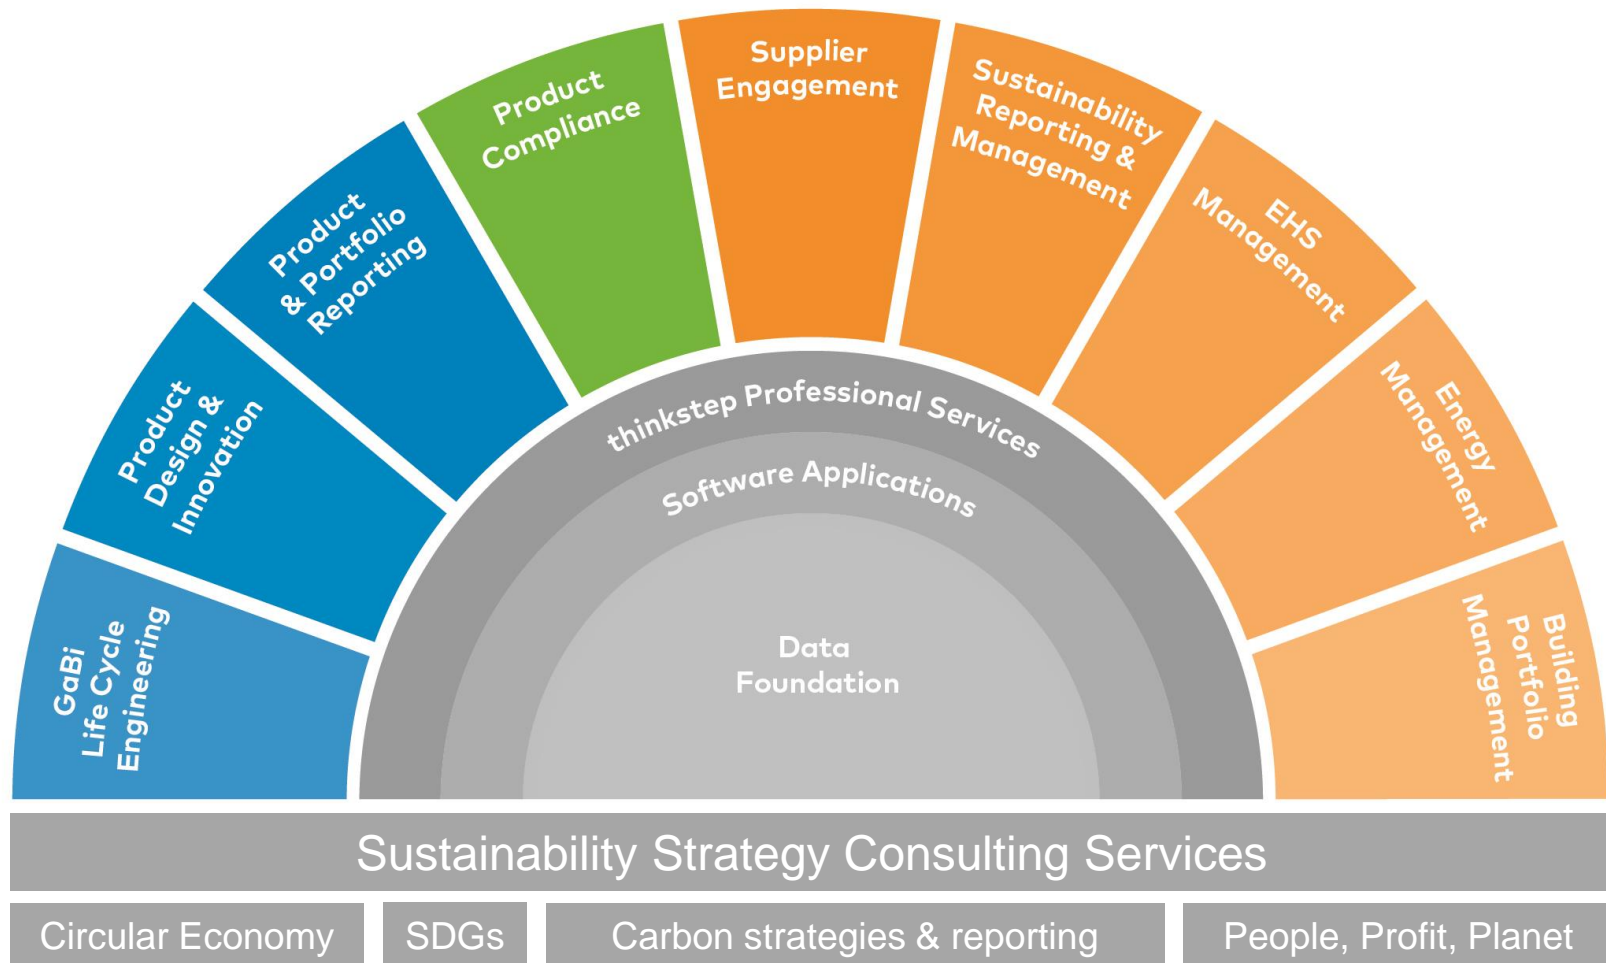 GaBi
Life Cycle
Engineering
Product
Design &
Innovation
Product
& Portfolio
Reporting
Product
Compliance
Supplier
Engagement
Sustainability
Reporting &
Management
EHS
Management
Energy
Management
Building
Portfolio
Management
thinkstep Professional Services
Software Applications
Data
Foundation
Sustainability Strategy Consulting Services
Circular Economy
SDGs
Carbon strategies & reporting
People, Profit, Planet